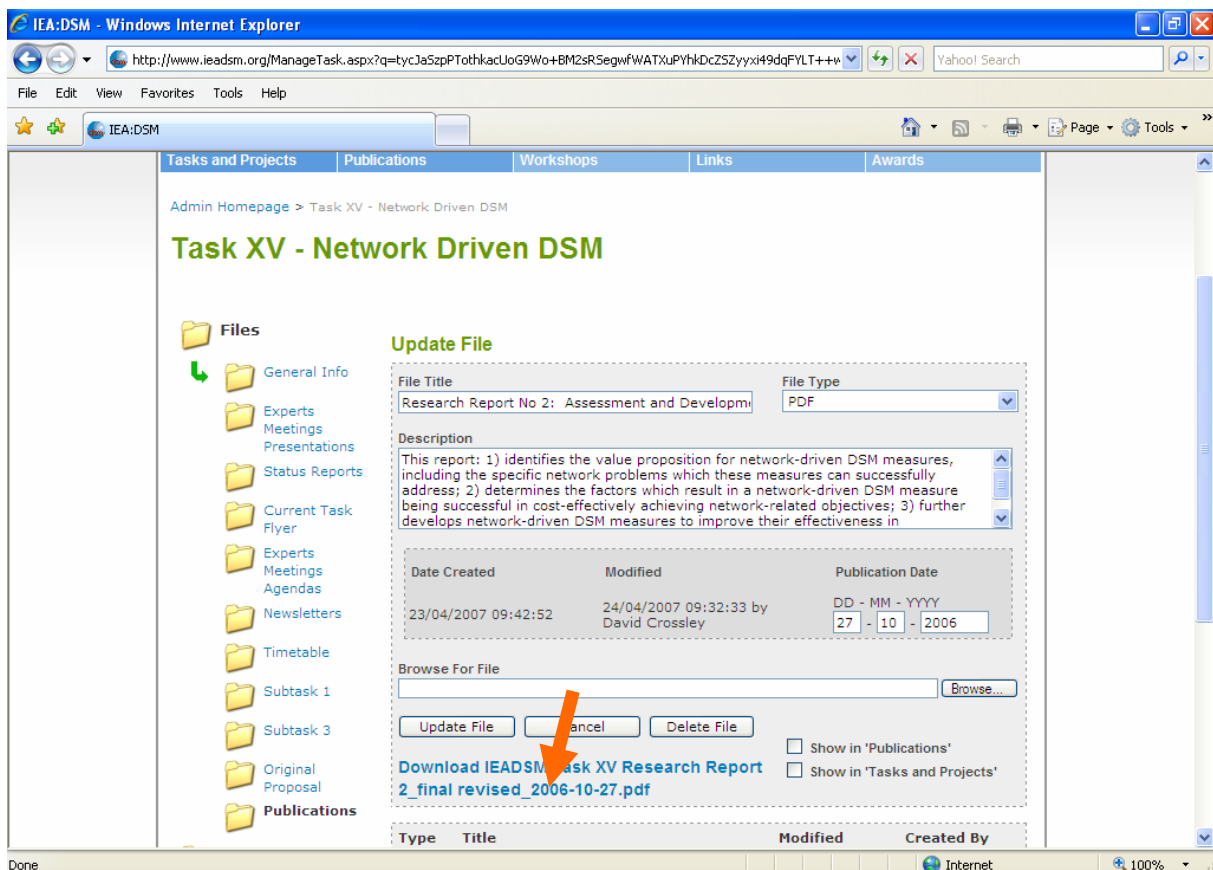 IEA:DSM - Windows Internet Explorer
http://www.ieadsm.org/ManageTask.aspx?q=tycJaSzpPTothkacUoG9Wo+BM2sRSegwfWATXuPYhkDcZSZyyxi49dqFYLT++w
Yahoo! Search
File Edit View Favorites Tools Help
IEA:DSM
Page Tools »
Tasks and Projects Publications Workshops Links Awards
Admin Homepage > Task XV - Network Driven DSM
Task XV - Network Driven DSM
Files
General Info
Experts
Meetings
Presentations
Status Reports
Current Task
Flyer
Experts
Meetings
Agendas
Newsletters
Timetable
Subtask 1
Subtask 3
Original
Proposal
Publications
Update File
File Title File Type
Research Report No 2: Assessment and Developm PDF
Description
This report: 1) identifies the value proposition for network-driven DSM measures,
including the specific network problems which these measures can successfully
address; 2) determines the factors which result in a network-driven DSM measure
being successful in cost-effectively achieving network-related objectives; 3) further
develops network-driven DSM measures to improve their effectiveness in
Date Created Modified Publication Date
DD - MM - YYYY
23/04/2007 09:42:52 24/04/2007 09:32:33 by
David Crossley
27 - 10 - 2006
Browse For File
Browse...
Update File Cancel Delete File
Show in 'Publications'
Show in 'Tasks and Projects'
Download IEADSM Task XV Research Report
2_final revised_2006-10-27.pdf
Type Title Modified Created By
Done Internet 100%